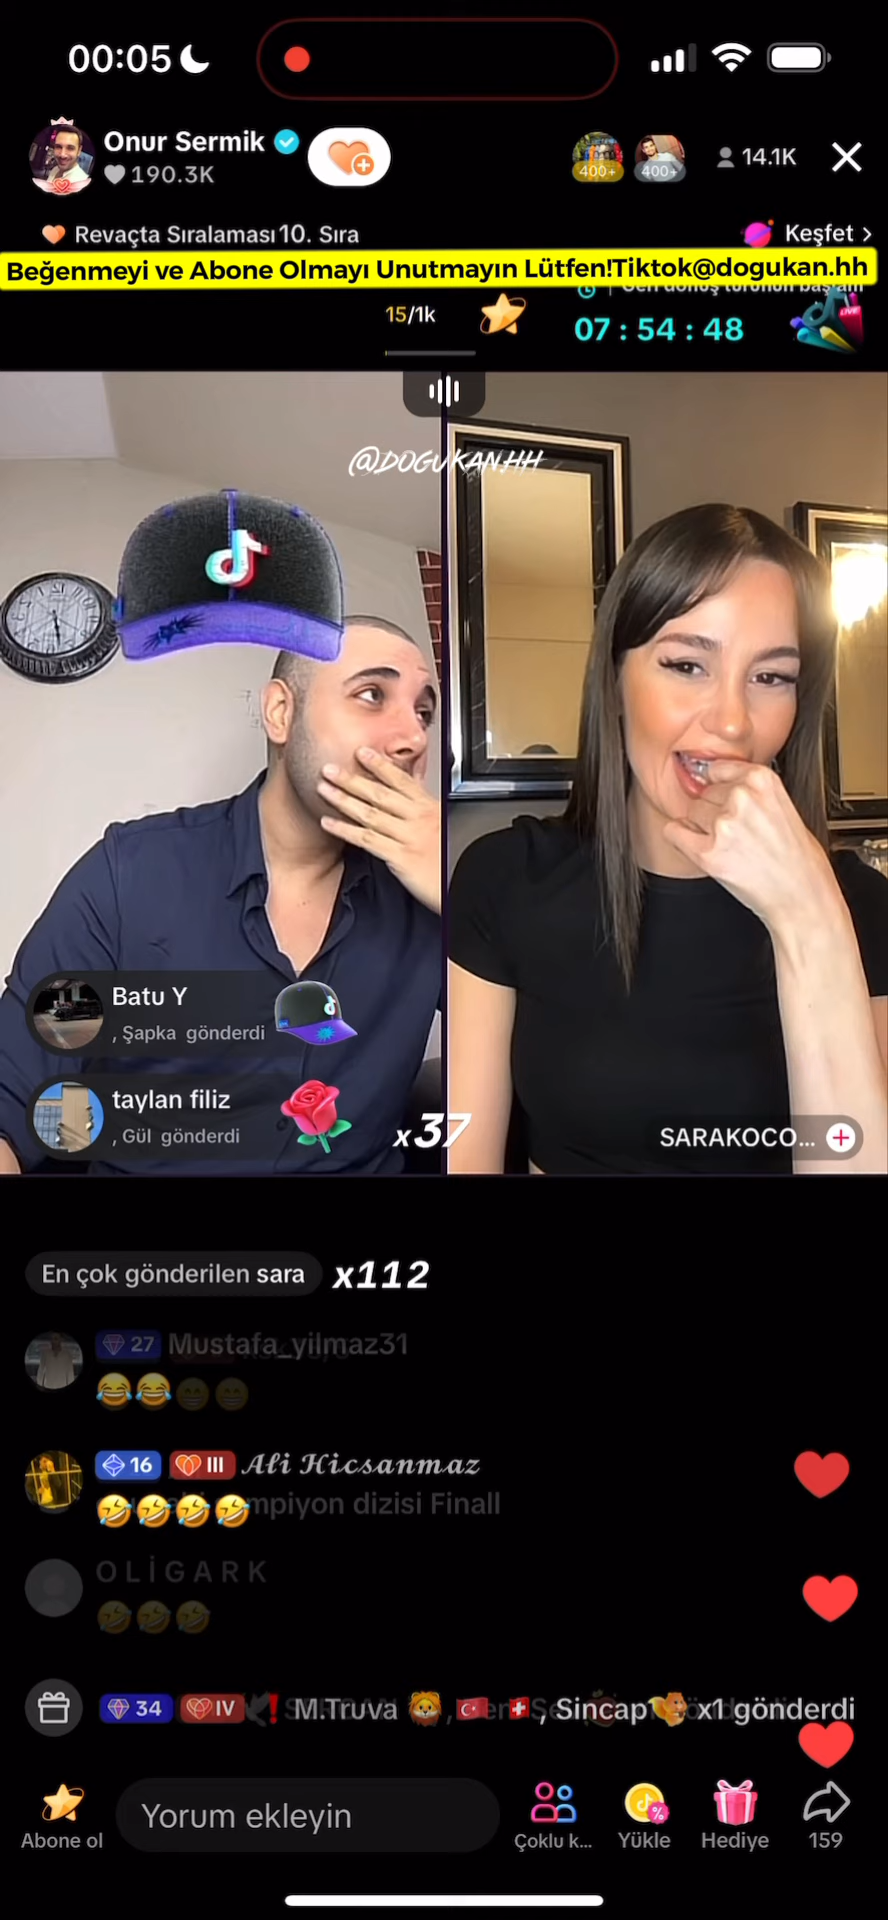 00:05
Onur Sermik
190.3K
400+
400+
14.1K
Revaçta Sıralaması 10. Sıra
Keşfet >
Beğenmeyi ve Abone Olmayı Unutmayın Lütfen!Tiktok@dogukan.hh
15/1k
07 : 54 : 48
LIVE
@DOGUKAN.HH
Batu Y
, Şapka gönderdi
taylan filiz
, Gül gönderdi
x37
SARAKOCO...
En çok gönderilen sara
x112
27 Mustafa_yilmaz31
😂😂😁😁
16 III Ali Hicsanmaz
🤣🤣🤣🤣 mpiyon dizisi Finall
OLİGARK
🤣🤣🤣
34 IV M.Truva 🦁,🇹🇷🇨🇭, Sincap🐿️ x1 gönderdi
Abone ol
Yorum ekleyin
Çoklu k...
Yükle
Hediye
159